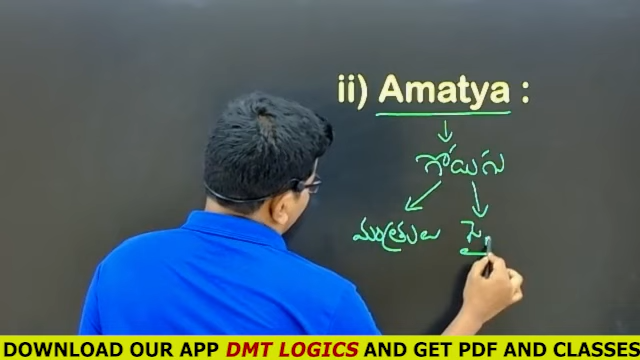 ii) Amatya :
గొడుగు
మంత్రులు సై
DOWNLOAD OUR APP DMT LOGICS AND GET PDF AND CLASSES